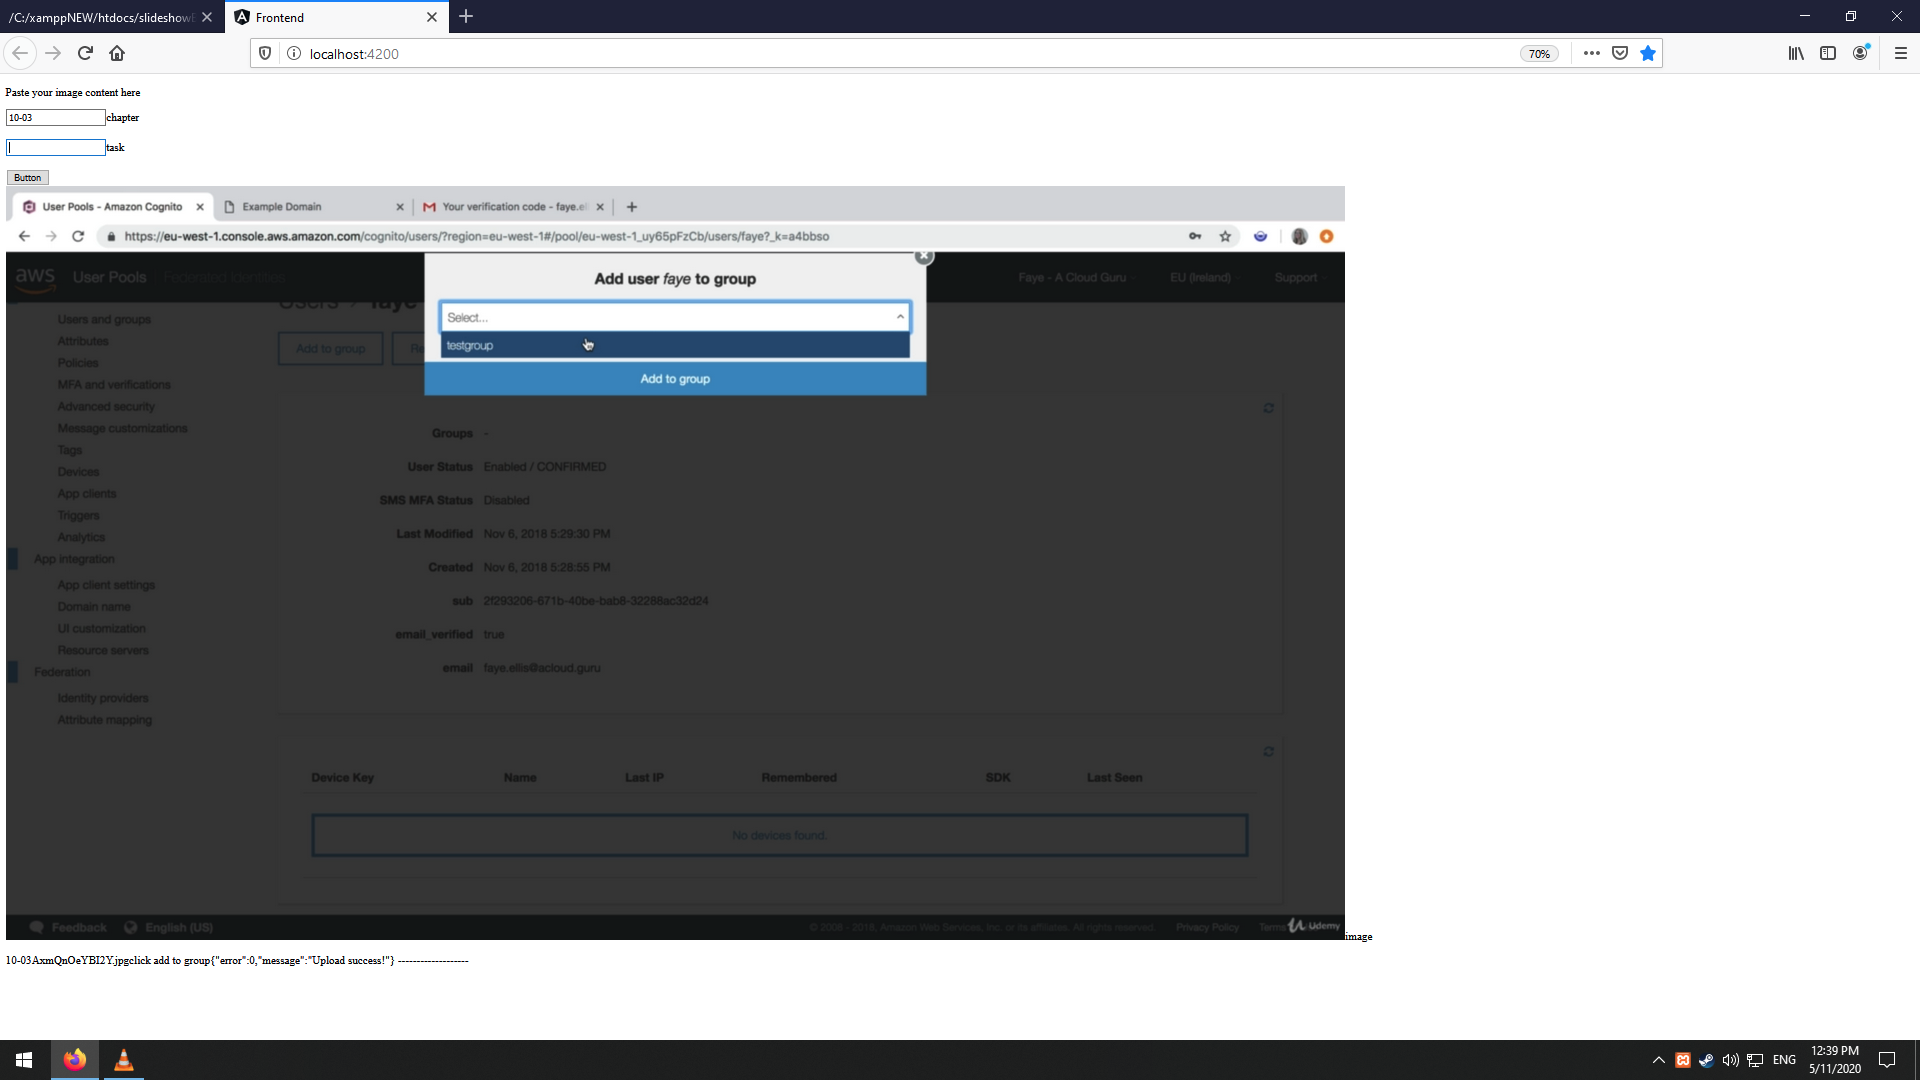 /C:/xamppNEW/htdocs/slideshow
Frontend
localhost:4200
70%
Paste your image content here
10-03 chapter
task
Button
User Pools - Amazon Cognito
Example Domain
Your verification code - faye.el
https://eu-west-1.console.aws.amazon.com/cognito/users/?region=eu-west-1#/pool/eu-west-1_uy65pFzCb/users/faye?_k=a4bbso
aws User Pools Federated Identities
Faye - A Cloud Guru EU (Ireland) Support
Add user faye to group
Users faye
Select...
testgroup
Add to group
Add to group
Users and groups
Attributes
Policies
MFA and verifications
Advanced security
Message customizations
Tags
Devices
App clients
Triggers
Analytics
App integration
App client settings
Domain name
UI customization
Resource servers
Federation
Identity providers
Attribute mapping
Groups -
User Status Enabled / CONFIRMED
SMS MFA Status Disabled
Last Modified Nov 6, 2018 5:29:30 PM
Created Nov 6, 2018 5:28:55 PM
sub 2f293206-671b-40be-bab8-32288ac32d24
email_verified true
email faye.ellis@acloud.guru
Device Key Name Last IP Remembered SDK Last Seen
No devices found.
Feedback English (US)
© 2008 - 2018, Amazon Web Services, Inc. or its affiliates. All rights reserved. Privacy Policy Terms
Udemy
image
10-03AxmQnOeYBI2Y.jpgclick add to group{"error":0,"message":"Upload success!"} -------------------
ENG
12:39 PM
5/11/2020